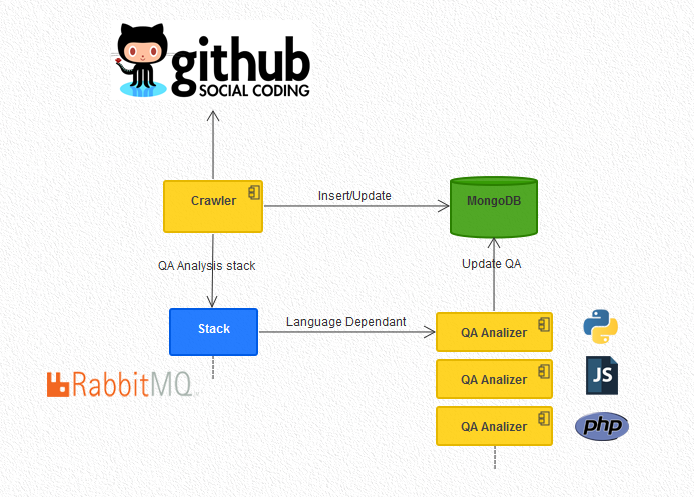 github
SOCIAL CODING
Crawler
Insert/Update
MongoDB
QA Analysis stack
Update QA
Stack
Language Dependant
QA Analizer
RabbitMQ
QA Analizer
JS
QA Analizer
php